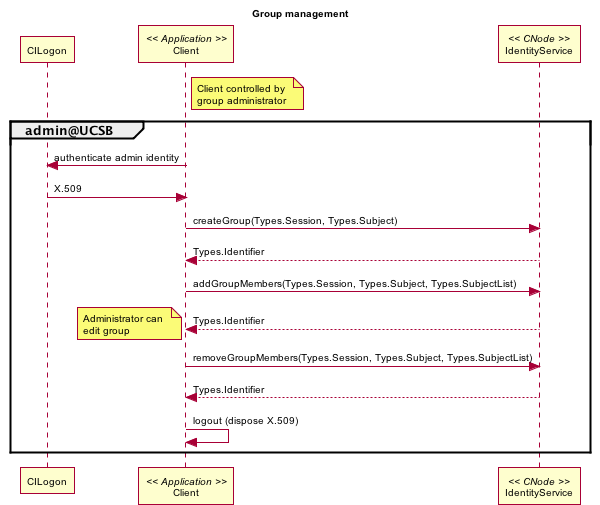 Group management
CILogon
<< Application >>
Client
<< CNode >>
IdentityService
Client controlled by
group administrator
admin@UCSB
authenticate admin identity
X.509
createGroup(Types.Session, Types.Subject)
Types.Identifier
addGroupMembers(Types.Session, Types.Subject, Types.SubjectList)
Administrator can
edit group
Types.Identifier
removeGroupMembers(Types.Session, Types.Subject, Types.SubjectList)
Types.Identifier
logout (dispose X.509)
CILogon
<< Application >>
Client
<< CNode >>
IdentityService